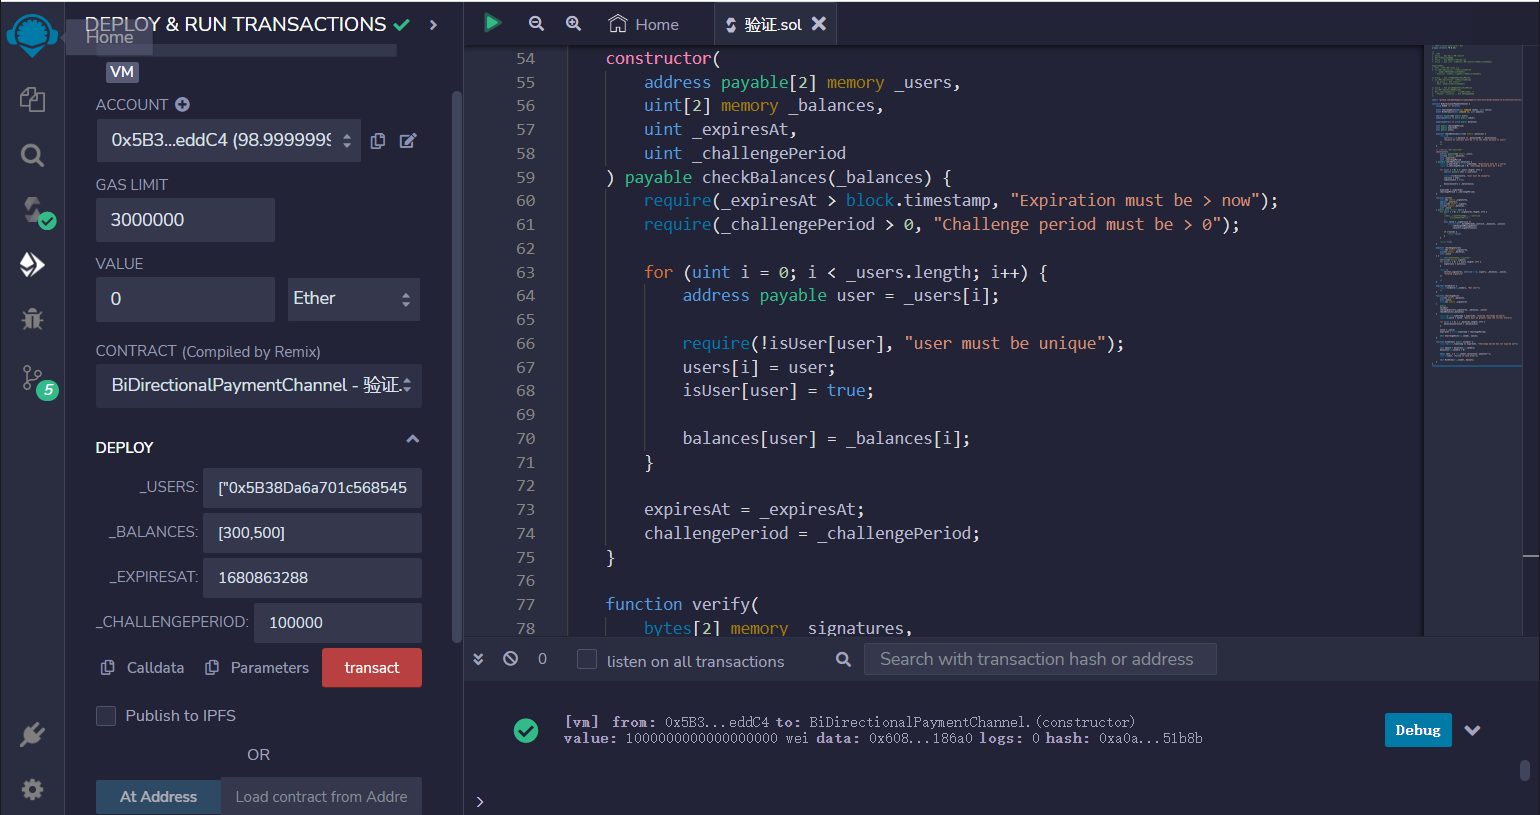 DEPLOY & RUN TRANSACTIONS
Home
VM
ACCOUNT
0x5B3...eddC4 (98.9999999
GAS LIMIT
3000000
VALUE
0
Ether
CONTRACT (Compiled by Remix)
BiDirectionalPaymentChannel - 验证.
5
DEPLOY
_USERS: ["0x5B38Da6a701c568545
_BALANCES: [300,500]
_EXPIRESAT: 1680863288
_CHALLENGEPERIOD: 100000
Calldata Parameters transact
Publish to IPFS
OR
At Address Load contract from Addre
Home 验证.sol
54 constructor(
55 address payable[2] memory _users,
56 uint[2] memory _balances,
57 uint _expiresAt,
58 uint _challengePeriod
59 ) payable checkBalances(_balances) {
60 require(_expiresAt > block.timestamp, "Expiration must be > now");
61 require(_challengePeriod > 0, "Challenge period must be > 0");
62
63 for (uint i = 0; i < _users.length; i++) {
64 address payable user = _users[i];
65
66 require(!isUser[user], "user must be unique");
67 users[i] = user;
68 isUser[user] = true;
69
70 balances[user] = _balances[i];
71 }
72
73 expiresAt = _expiresAt;
74 challengePeriod = _challengePeriod;
75 }
76
77 function verify(
78 bytes[2] memory _signatures,
0 listen on all transactions Search with transaction hash or address
[vm] from: 0x5B3...eddC4 to: BiDirectionalPaymentChannel.(constructor)
value: 1000000000000000000 wei data: 0x608...186a0 logs: 0 hash: 0xa0a...51b8b
Debug
>